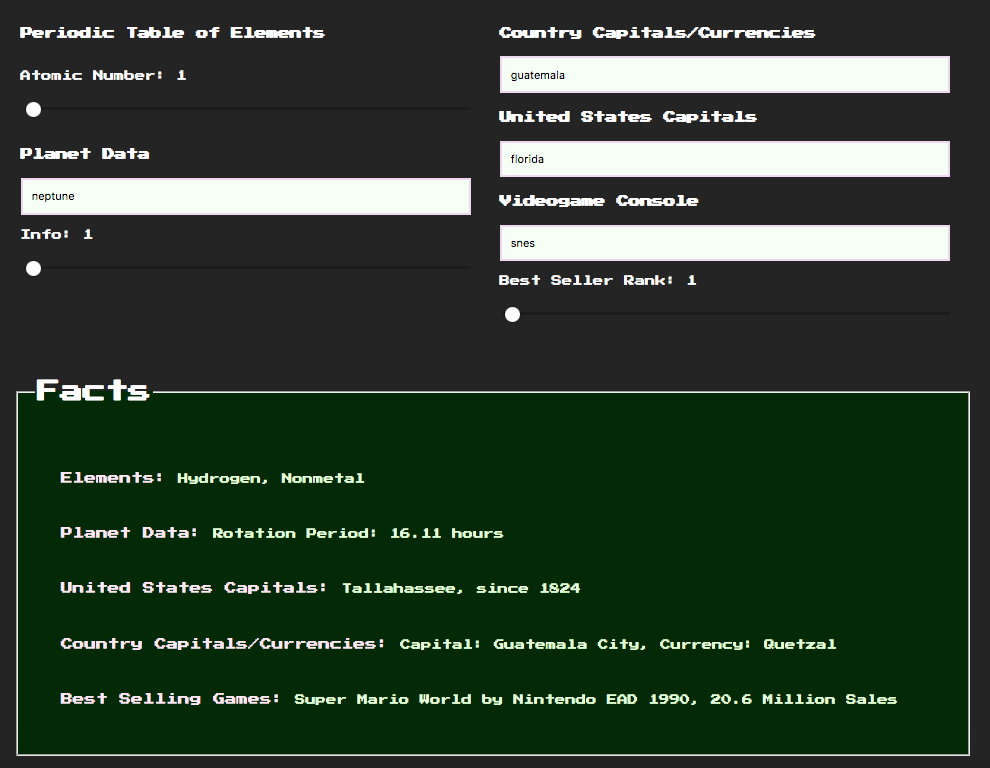 Periodic Table of Elements
Atomic Number: 1
Planet Data
neptune
Info: 1
Country Capitals/Currencies
guatemala
United States Capitals
florida
Videogame Console
snes
Best Seller Rank: 1
Facts
Elements: Hydrogen, Nonmetal
Planet Data: Rotation Period: 16.11 hours
United States Capitals: Tallahassee, since 1824
Country Capitals/Currencies: Capital: Guatemala City, Currency: Quetzal
Best Selling Games: Super Mario World by Nintendo EAD 1990, 20.6 Million Sales